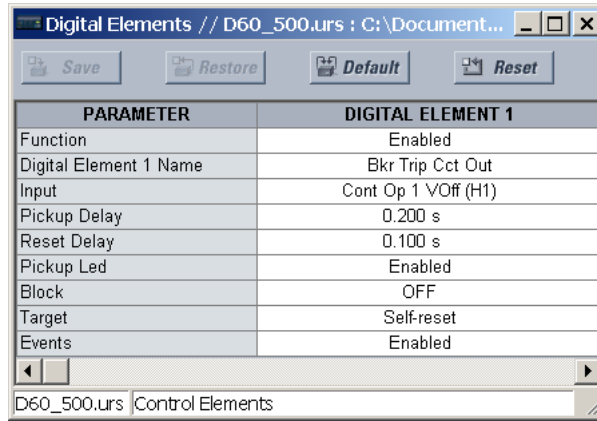 Digital Elements // D60_500.urs : C:\Document...
Save Restore Default Reset
PARAMETER DIGITAL ELEMENT 1
Function Enabled
Digital Element 1 Name Bkr Trip Cct Out
Input Cont Op 1 VOff (H1)
Pickup Delay 0.200 s
Reset Delay 0.100 s
Pickup Led Enabled
Block OFF
Target Self-reset
Events Enabled
D60_500.urs Control Elements